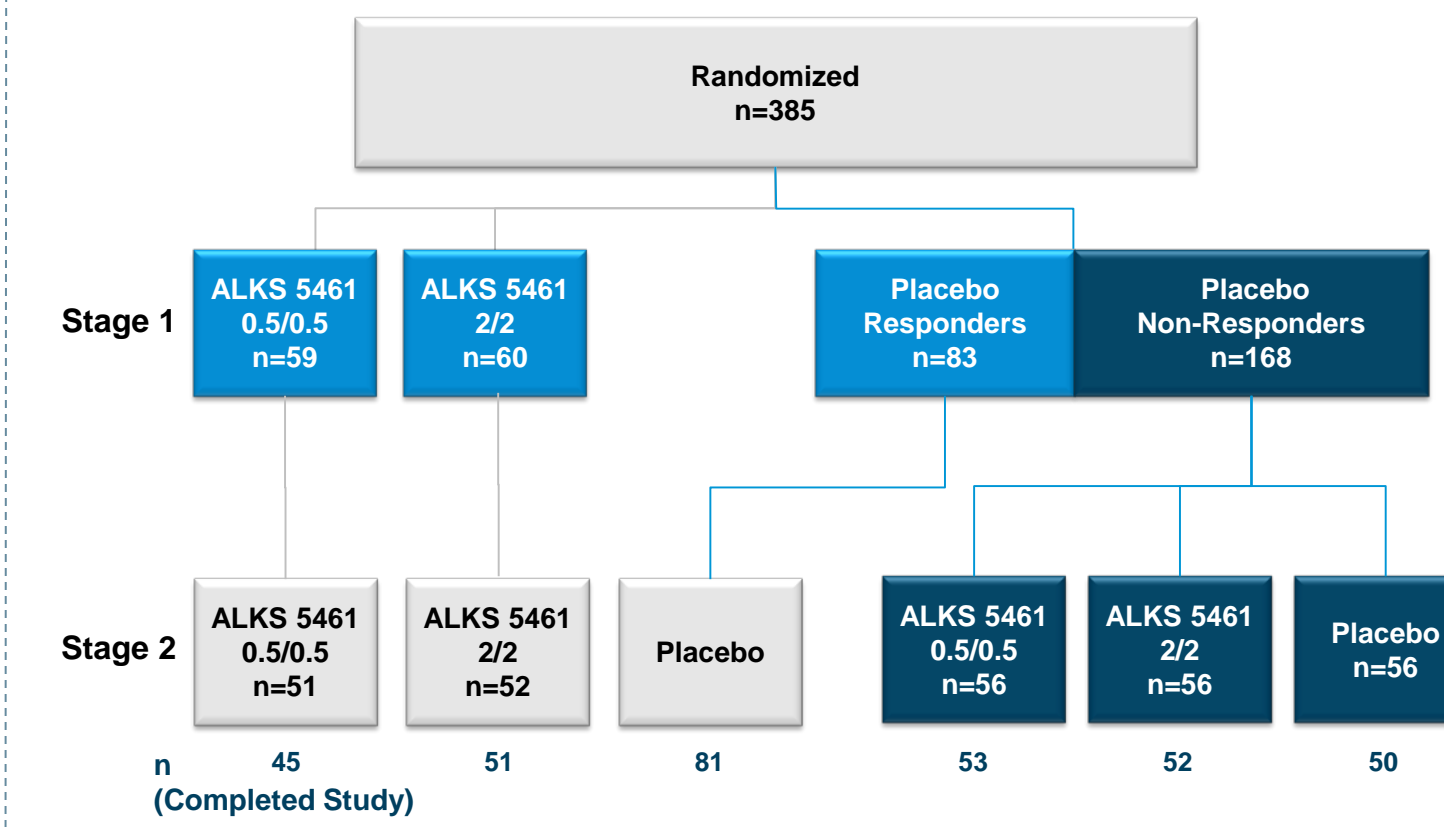 Randomized
n=385
Stage 1
ALKS 5461
0.5/0.5
n=59
ALKS 5461
2/2
n=60
Placebo
Responders
n=83
Placebo
Non-Responders
n=168
Stage 2
ALKS 5461
0.5/0.5
n=51
ALKS 5461
2/2
n=52
Placebo
ALKS 5461
0.5/0.5
n=56
ALKS 5461
2/2
n=56
Placebo
n=56
n 45 51 81 53 52 50
(Completed Study)